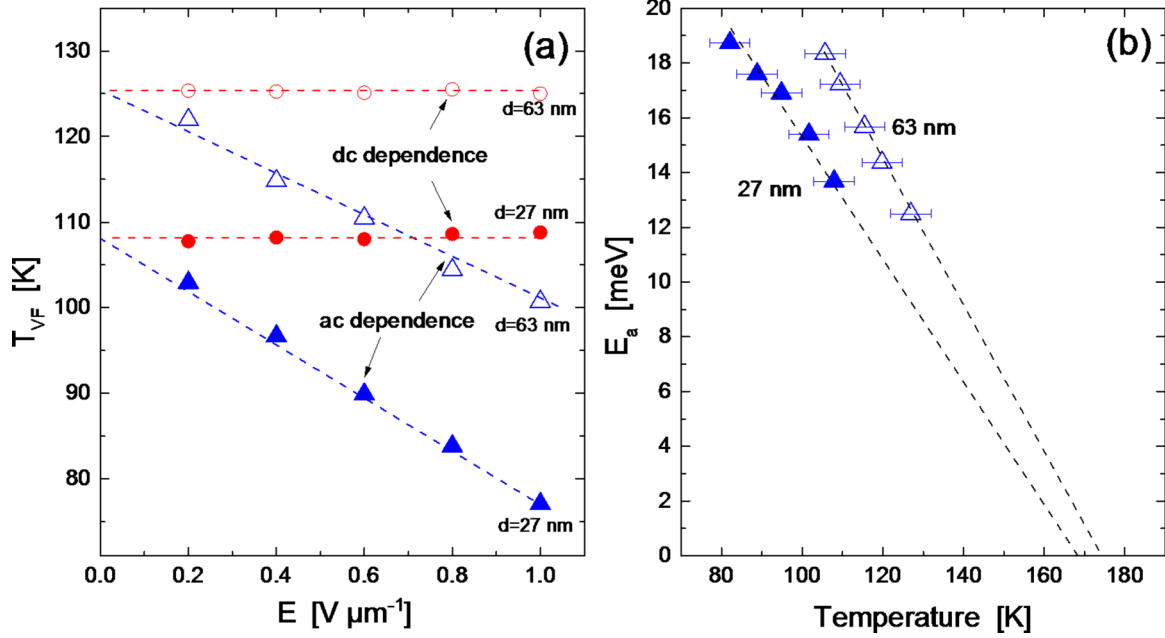 (a)
130
125
120
110
100
90
80
0.0 0.2 0.4 0.6 0.8 1.0
T_VF [K]
E [V µm⁻¹]
d=63 nm
dc dependence
d=27 nm
ac dependence
d=63 nm
d=27 nm
(b)
20
18
16
14
12
10
8
6
4
2
0
80 100 120 140 160 180
E_a [meV]
Temperature [K]
63 nm
27 nm